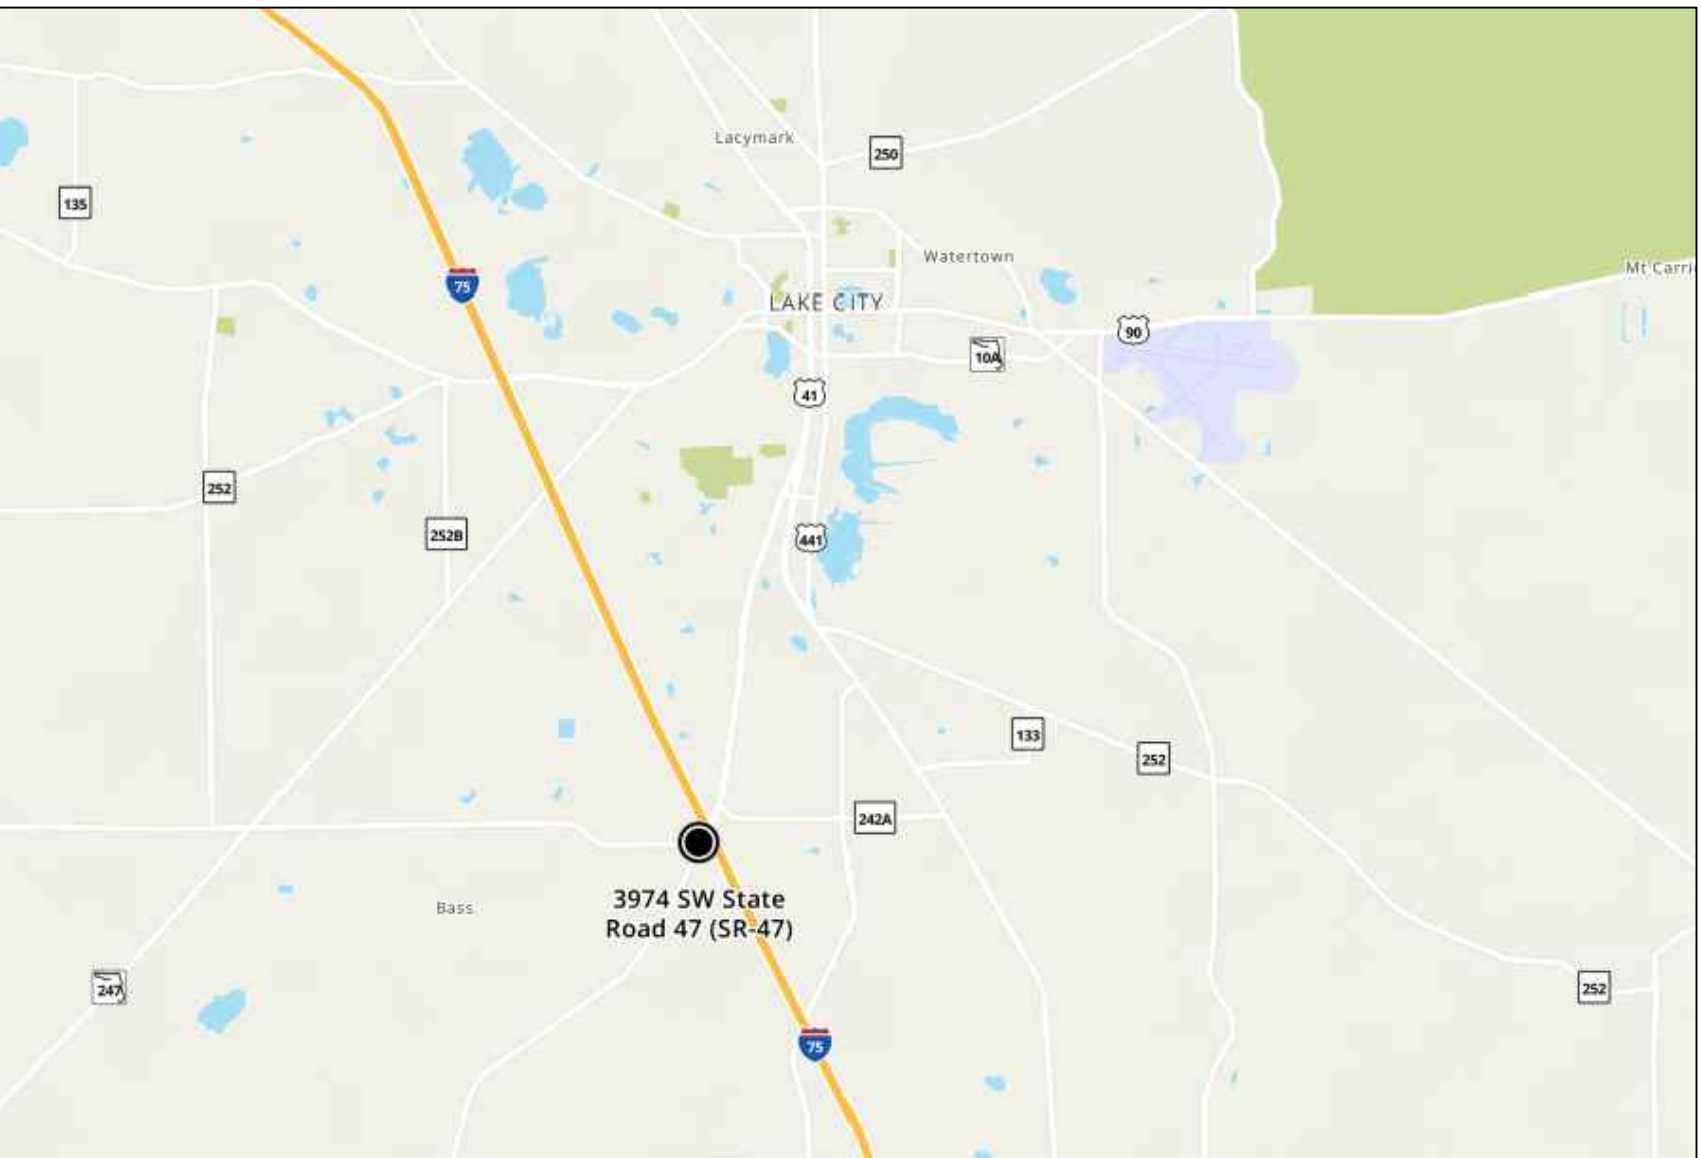 Lacymark
250
135
Watertown
Mt Carri
75
LAKE CITY
90
10A
41
252
252B
441
133
252
242A
3974 SW State
Road 47 (SR-47)
Bass
247
252
75